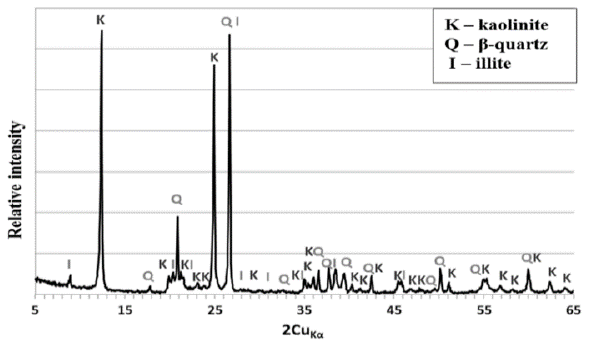 K – kaolinite
Q – β-quartz
I – illite
Relative intensity
K
Q I
K
Q
I
Q
K I K I
K K
I K I
Q
K I
K
K Q
Q I
Q
K K
Q K
K I
K K
Q
Q
K
Q K
K
K
Q K
K
K
5 15 25 35 45 55 65
2CuKα